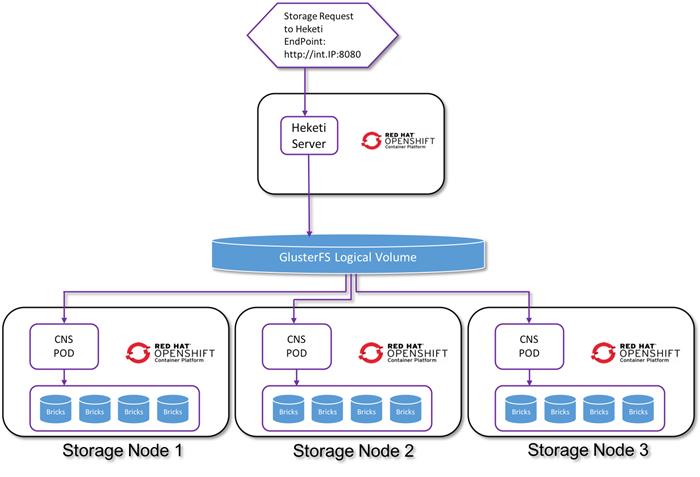 Storage Request
to Heketi
EndPoint:
http://int.IP:8080
Heketi
Server
RED HAT
OPENSHIFT
Container Platform
GlusterFS Logical Volume
CNS
POD
RED HAT
OPENSHIFT
Container Platform
Bricks Bricks Bricks Bricks
Storage Node 1
CNS
POD
RED HAT
OPENSHIFT
Container Platform
Bricks Bricks Bricks Bricks
Storage Node 2
CNS
POD
RED HAT
OPENSHIFT
Container Platform
Bricks Bricks Bricks Bricks
Storage Node 3